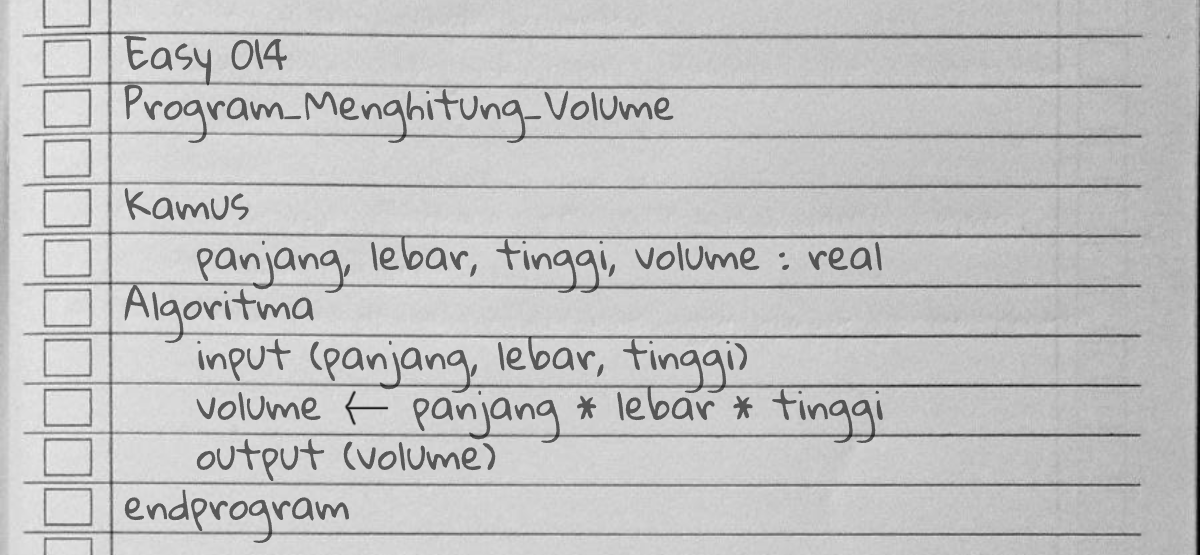 Easy 014
Program_Menghitung_Volume
Kamus
panjang, lebar, tinggi, volume : real
Algoritma
input (panjang, lebar, tinggi)
volume ← panjang * lebar * tinggi
output (volume)
endprogram